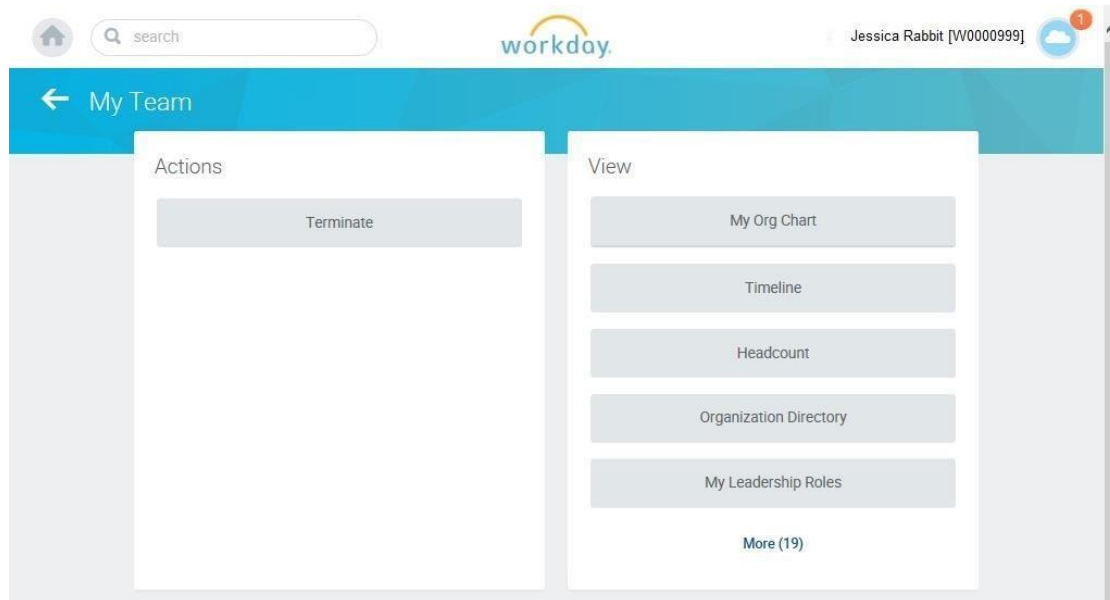 search
workday.
Jessica Rabbit [W0000999]
1
My Team
Actions
Terminate
View
My Org Chart
Timeline
Headcount
Organization Directory
My Leadership Roles
More (19)